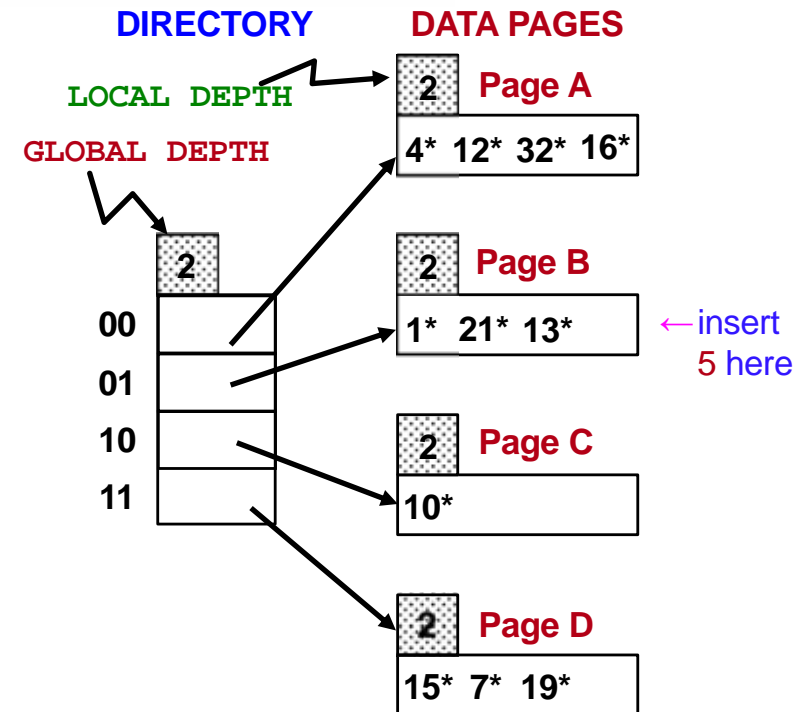 DIRECTORY
DATA PAGES
LOCAL DEPTH
GLOBAL DEPTH
2 Page A
4* 12* 32* 16*
2
2 Page B
00
1* 21* 13*
←insert
5 here
01
10
11
2 Page C
10*
2 Page D
15* 7* 19*